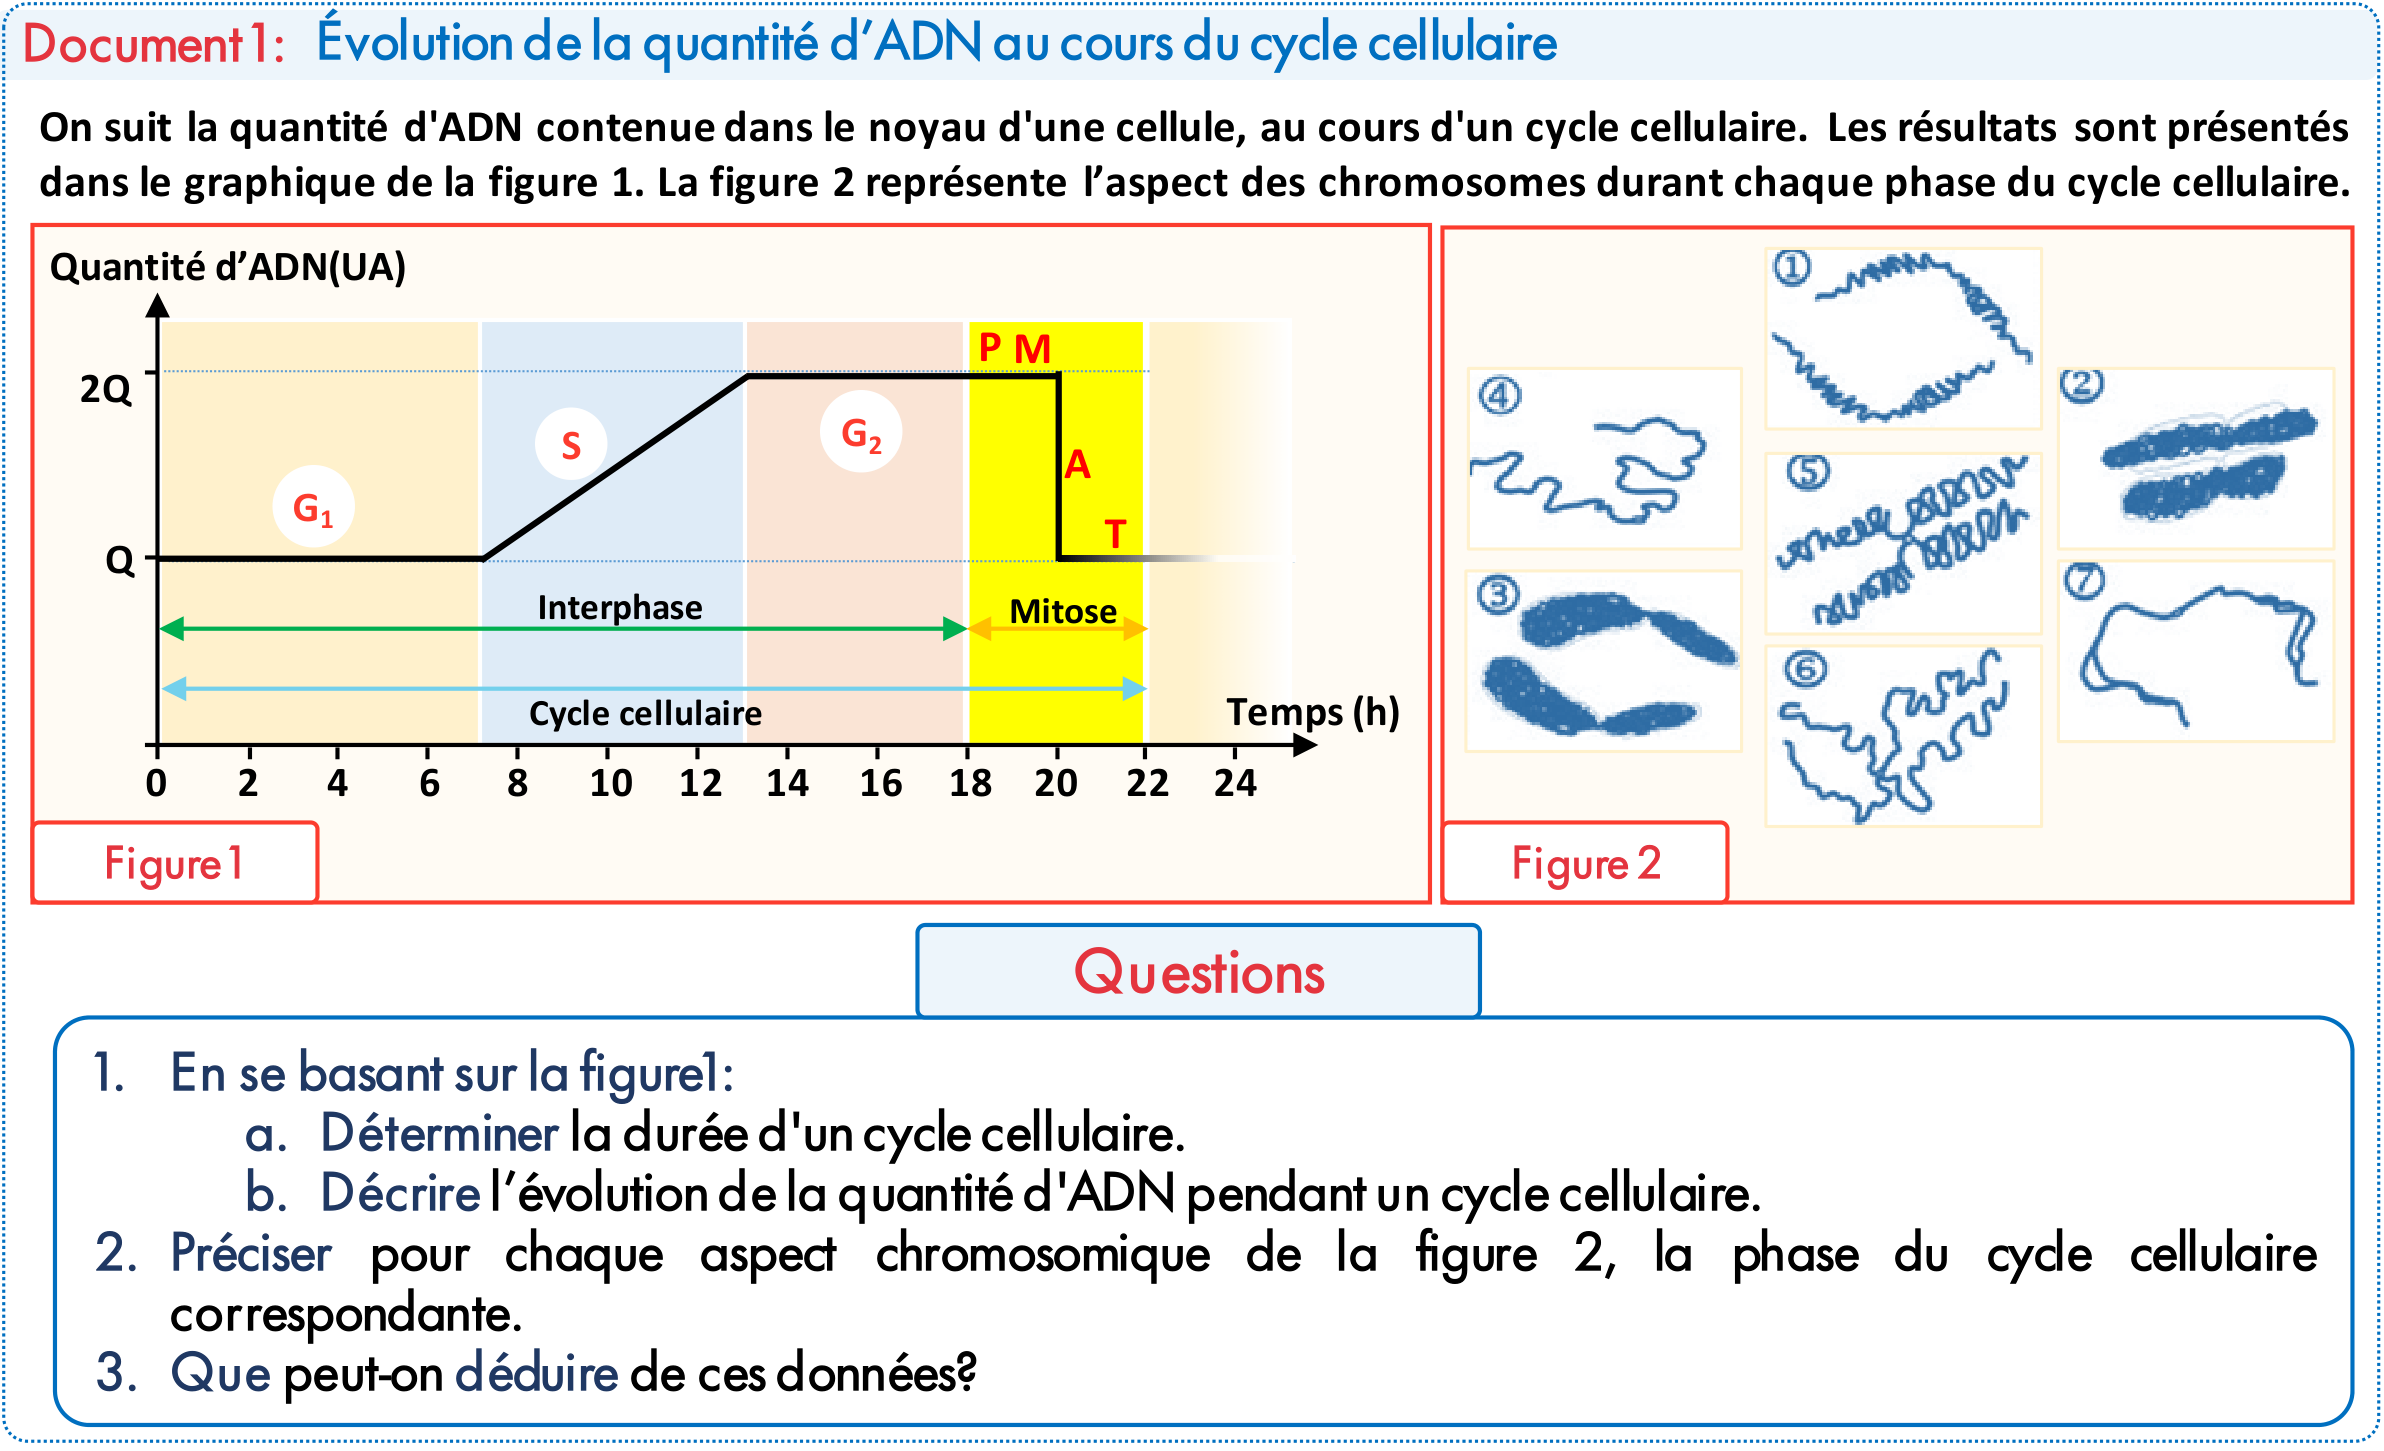 Document 1: Évolution de la quantité d’ADN au cours du cycle cellulaire
On suit la quantité d'ADN contenue dans le noyau d'une cellule, au cours d'un cycle cellulaire. Les résultats sont présentés
dans le graphique de la figure 1. La figure 2 représente l’aspect des chromosomes durant chaque phase du cycle cellulaire.
Quantité d’ADN(UA)
2Q
Q
G₁
S
G₂
P M
A
T
Interphase
Mitose
Cycle cellulaire
Temps (h)
0 2 4 6 8 10 12 14 16 18 20 22 24
Figure 1
①
④
②
⑤
③
⑦
⑥
Figure 2
Questions
1. En se basant sur la figure1:
a. Déterminer la durée d'un cycle cellulaire.
b. Décrire l’évolution de la quantité d'ADN pendant un cycle cellulaire.
2. Préciser pour chaque aspect chromosomique de la figure 2, la phase du cycle cellulaire
correspondante.
3. Que peut-on déduire de ces données?